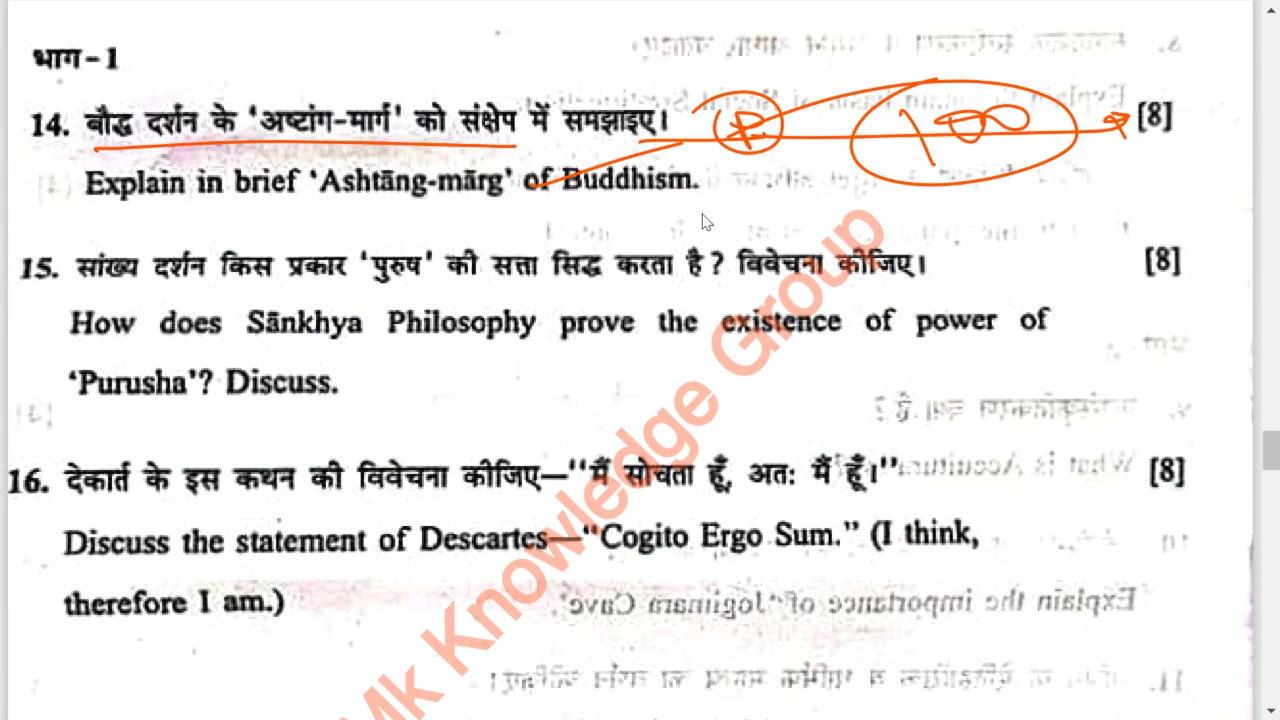 भाग-1
14. बौद्ध दर्शन के 'अष्टांग-मार्ग' को संक्षेप में समझाइए। [8]
Explain in brief 'Ashtāng-mārg' of Buddhism.
100
15. सांख्य दर्शन किस प्रकार 'पुरुष' की सत्ता सिद्ध करता है? विवेचना कीजिए। [8]
How does Sānkhya Philosophy prove the existence of power of
'Purusha'? Discuss.
16. देकार्त के इस कथन की विवेचना कीजिए—"मैं सोचता हूँ, अतः मैं हूँ।" [8]
Discuss the statement of Descartes—"Cogito Ergo Sum." (I think,
therefore I am.)
Mk Knowledge Group